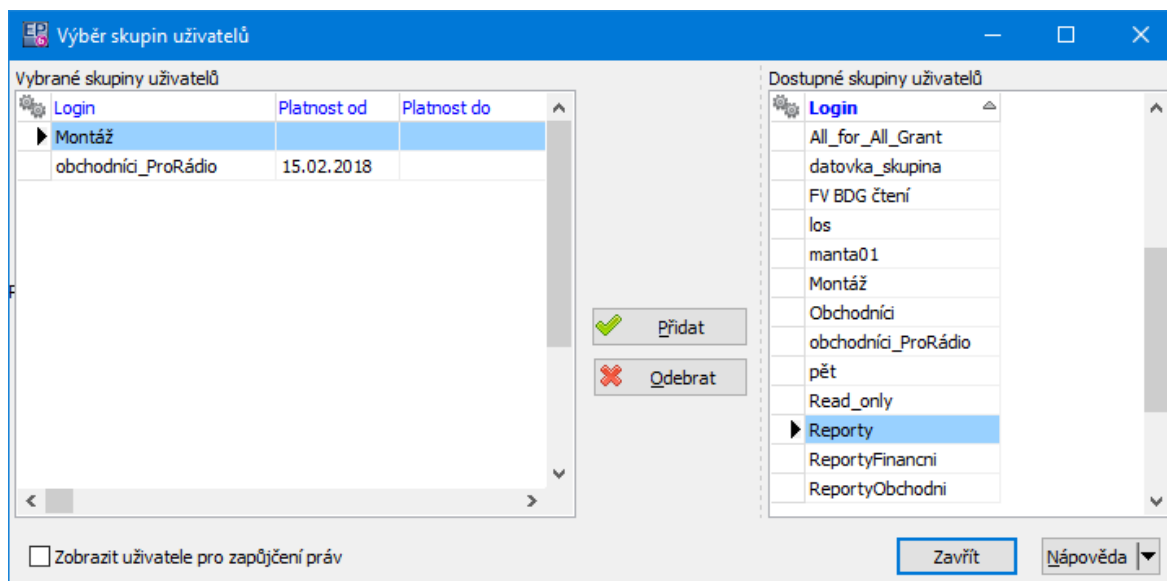 Výběr skupin uživatelů
Vybrané skupiny uživatelů
Login Platnost od Platnost do
Montáž
obchodníci_ProRádio 15.02.2018
Přidat
Odebrat
Dostupné skupiny uživatelů
Login
All_for_All_Grant
datovka_skupina
FV BDG čtení
los
manta01
Montáž
Obchodníci
obchodníci_ProRádio
pět
Read_only
Reporty
ReportyFinancni
ReportyObchodni
Zobrazit uživatele pro zapůjčení práv
Zavřít
Nápověda